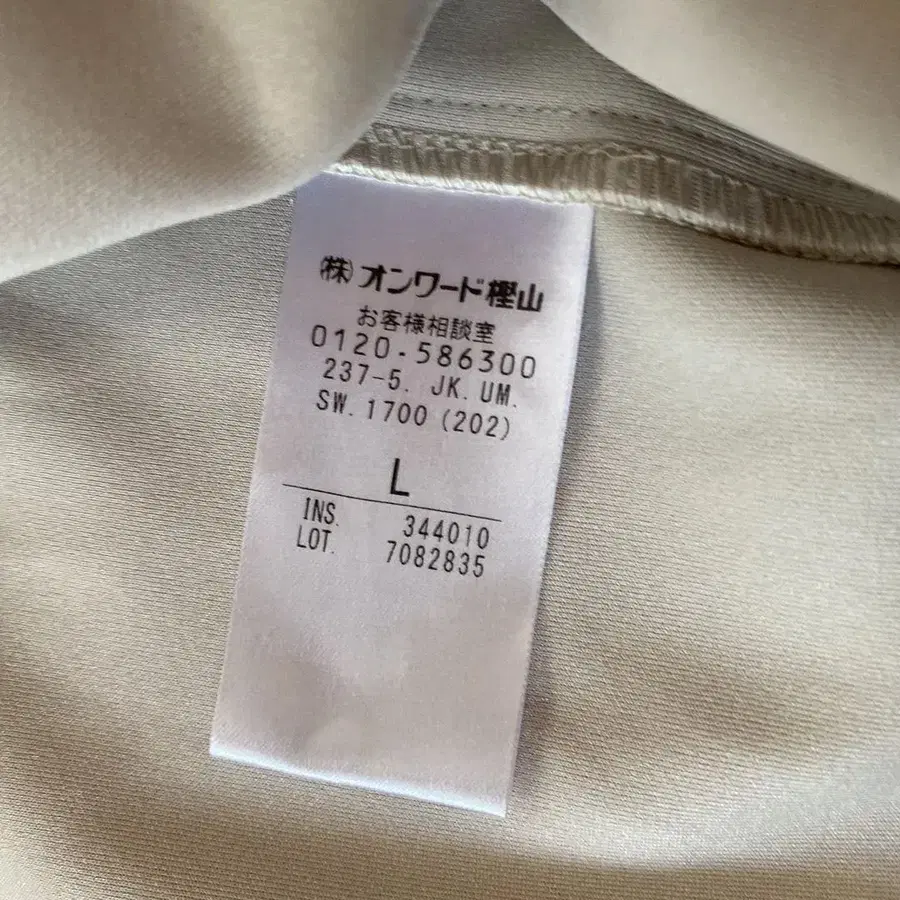 (株)オンワード樫山
お客様相談室
0120-586300
237-5. JK. UM.
SW. 1700 (202)
L
INS. 344010
LOT. 7082835